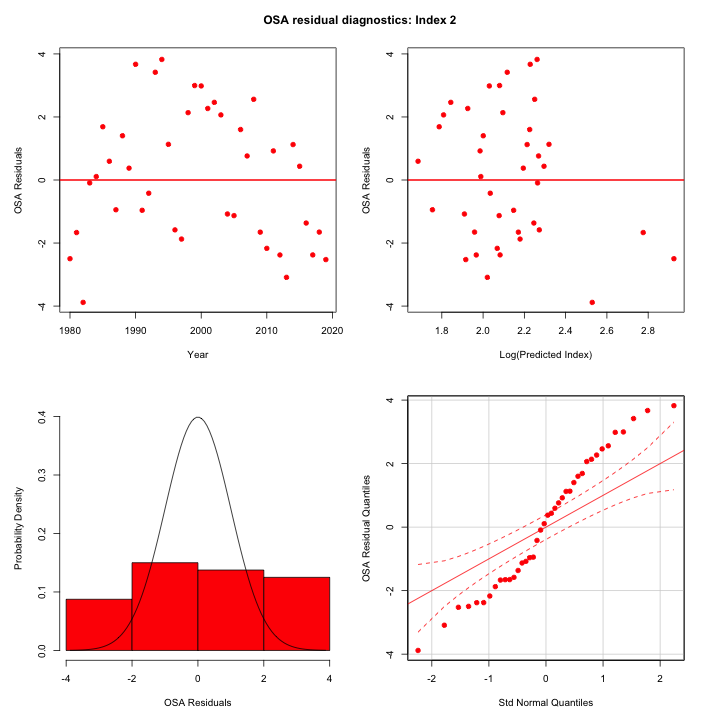 OSA residual diagnostics: Index 2
OSA Residuals
4
2
0
-2
-4
1980 1990 2000 2010 2020
Year
OSA Residuals
4
2
0
-2
-4
1.8 2.0 2.2 2.4 2.6 2.8
Log(Predicted Index)
Probability Density
0.4
0.3
0.2
0.1
0.0
-4 -2 0 2 4
OSA Residuals
OSA Residual Quantiles
4
2
0
-2
-4
-2 -1 0 1 2
Std Normal Quantiles